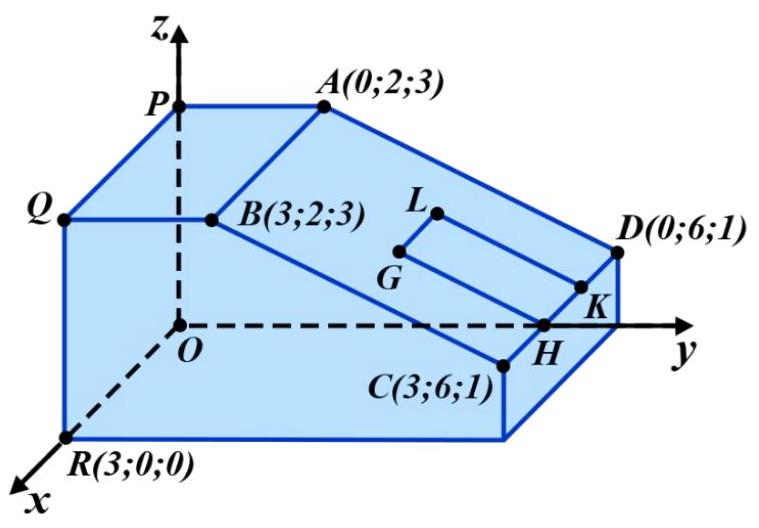 z
A(0;2;3)
P
Q
B(3;2;3)
L
D(0;6;1)
G
K
O
H
y
C(3;6;1)
R(3;0;0)
x